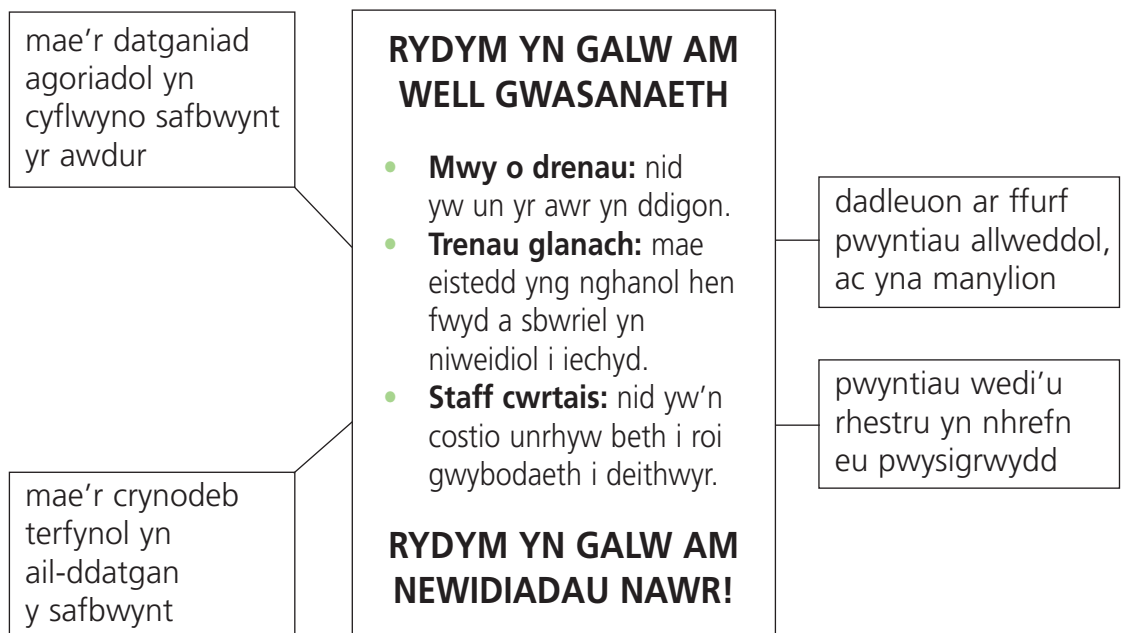 mae'r datganiad
agoriadol yn
cyflwyno safbwynt
yr awdur
RYDYM YN GALW AM
WELL GWASANAETH
• Mwy o drenau: nid
yw un yr awr yn ddigon.
• Trenau glanach: mae
eistedd yng nghanol hen
fwyd a sbwriel yn
niweidiol i iechyd.
• Staff cwrtais: nid yw'n
costio unrhyw beth i roi
gwybodaeth i deithwyr.
RYDYM YN GALW AM
NEWIDIADAU NAWR!
dadleuon ar ffurf
pwyntiau allweddol,
ac yna manylion
pwyntiau wedi'u
rhestru yn nhrefn
eu pwysigrwydd
mae'r crynodeb
terfynol yn
ail-ddatgan
y safbwynt